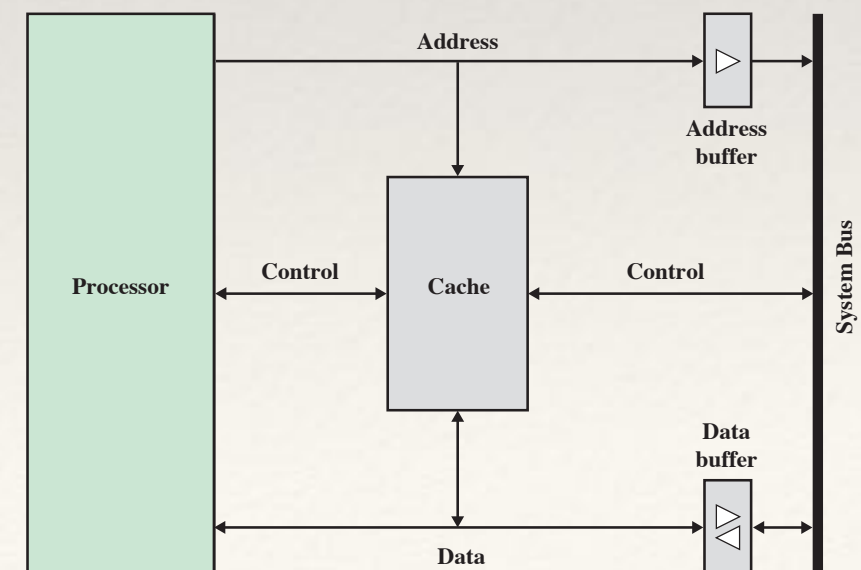 Address
Address
buffer
System Bus
Processor
Control
Cache
Control
Data
buffer
Data